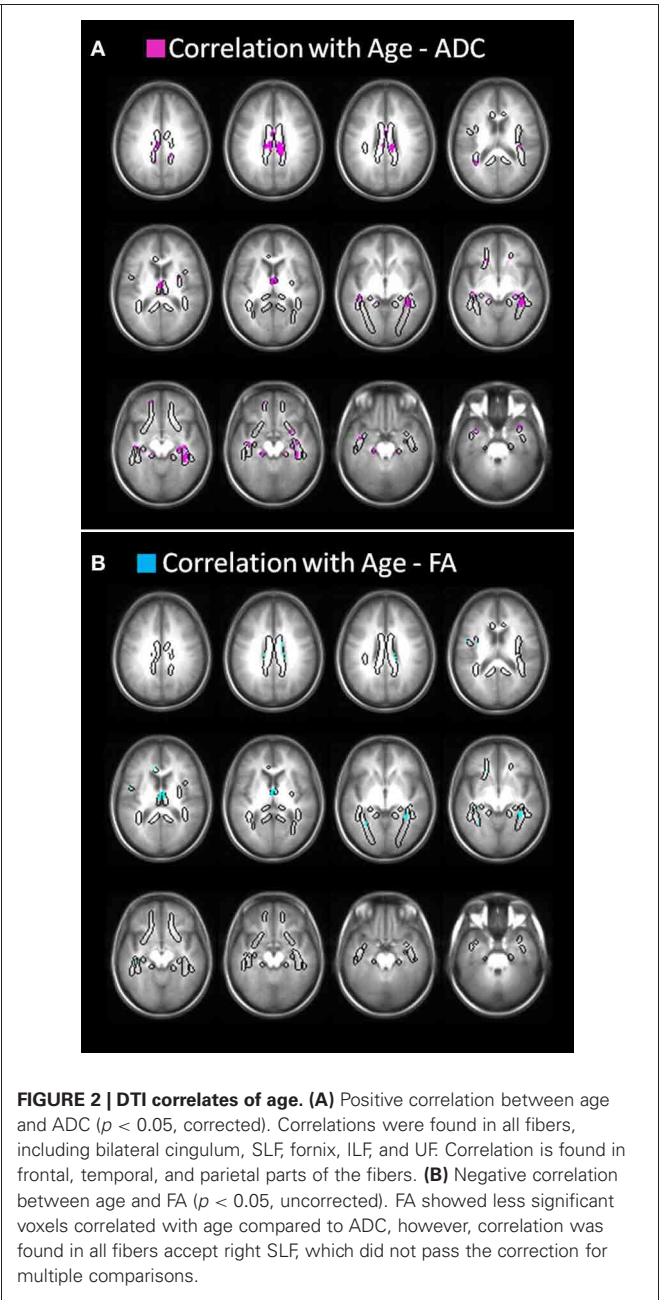 A Correlation with Age - ADC
B Correlation with Age - FA
FIGURE 2 | DTI correlates of age. (A) Positive correlation between age
and ADC (p < 0.05, corrected). Correlations were found in all fibers,
including bilateral cingulum, SLF, fornix, ILF, and UF. Correlation is found in
frontal, temporal, and parietal parts of the fibers. (B) Negative correlation
between age and FA (p < 0.05, uncorrected). FA showed less significant
voxels correlated with age compared to ADC, however, correlation was
found in all fibers accept right SLF, which did not pass the correction for
multiple comparisons.